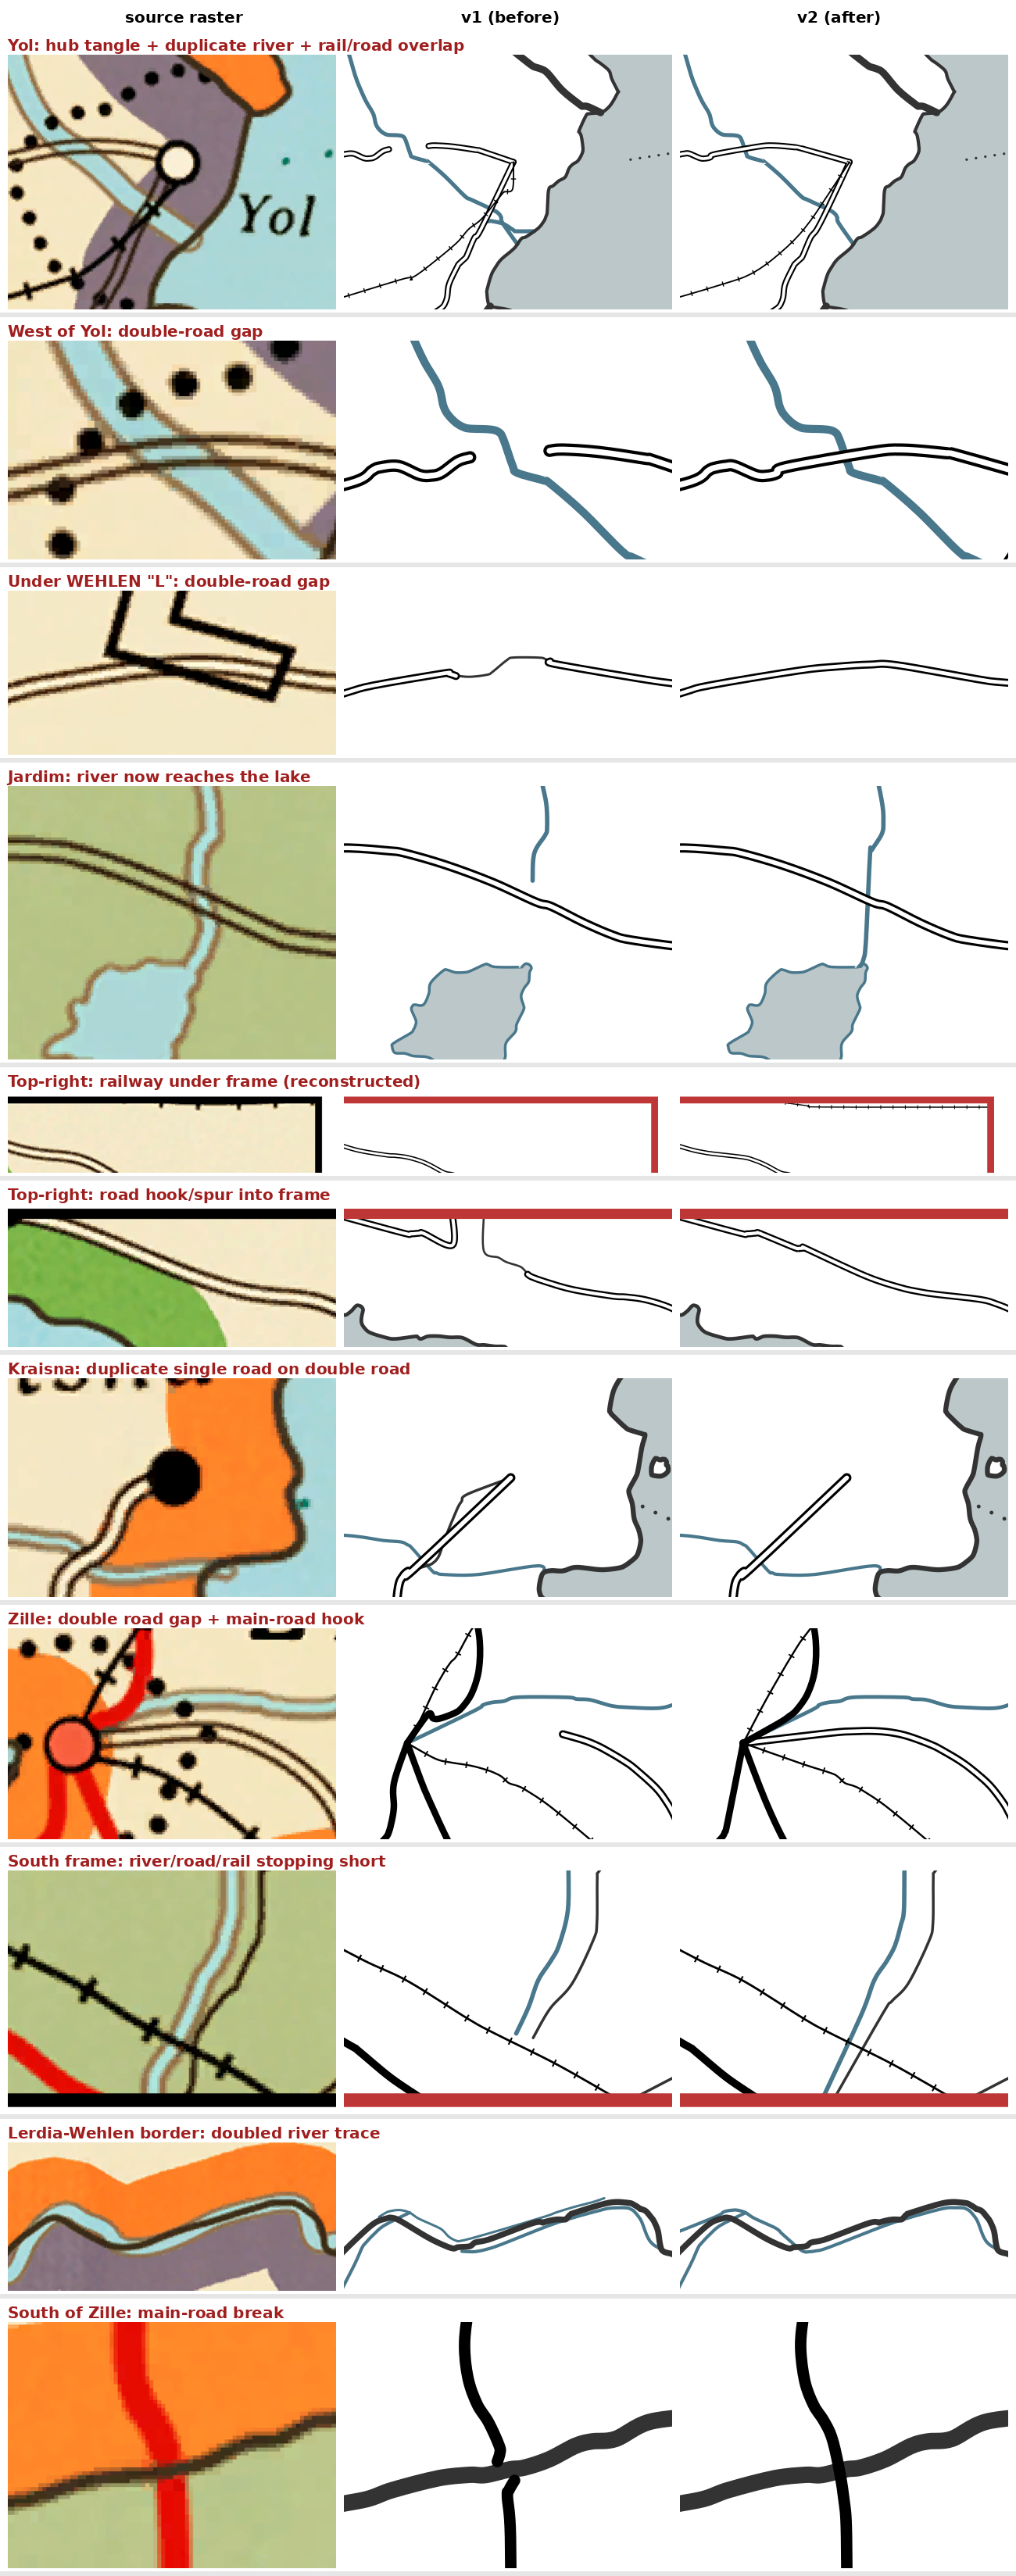 source raster
v1 (before)
v2 (after)
Yol: hub tangle + duplicate river + rail/road overlap
Yol
West of Yol: double-road gap
Under WEHLEN "L": double-road gap
Jardim: river now reaches the lake
Top-right: railway under frame (reconstructed)
Top-right: road hook/spur into frame
Kraisna: duplicate single road on double road
Zille: double road gap + main-road hook
South frame: river/road/rail stopping short
Lerdia-Wehlen border: doubled river trace
South of Zille: main-road break